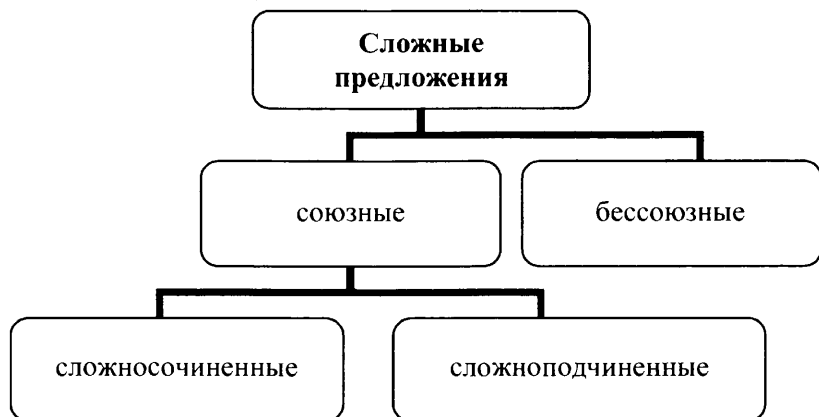 Сложные
предложения
союзные
бессоюзные
сложносочиненные
сложноподчиненные